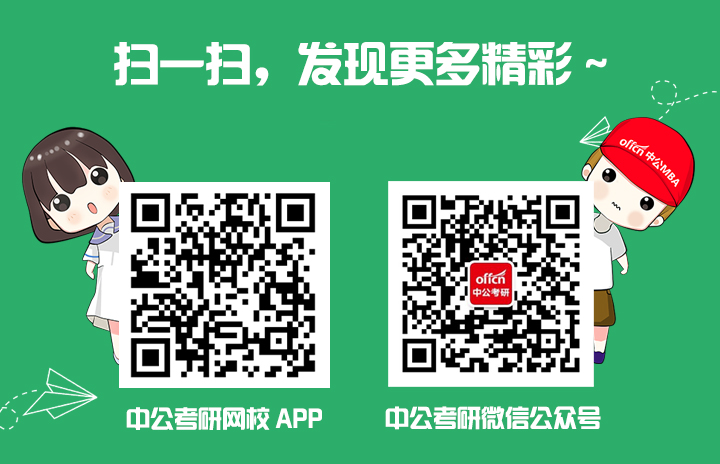 扫一扫，发现更多精彩~
offcn 中公MBA
offcn
中公考研
中公考研网校 APP
中公考研微信公众号